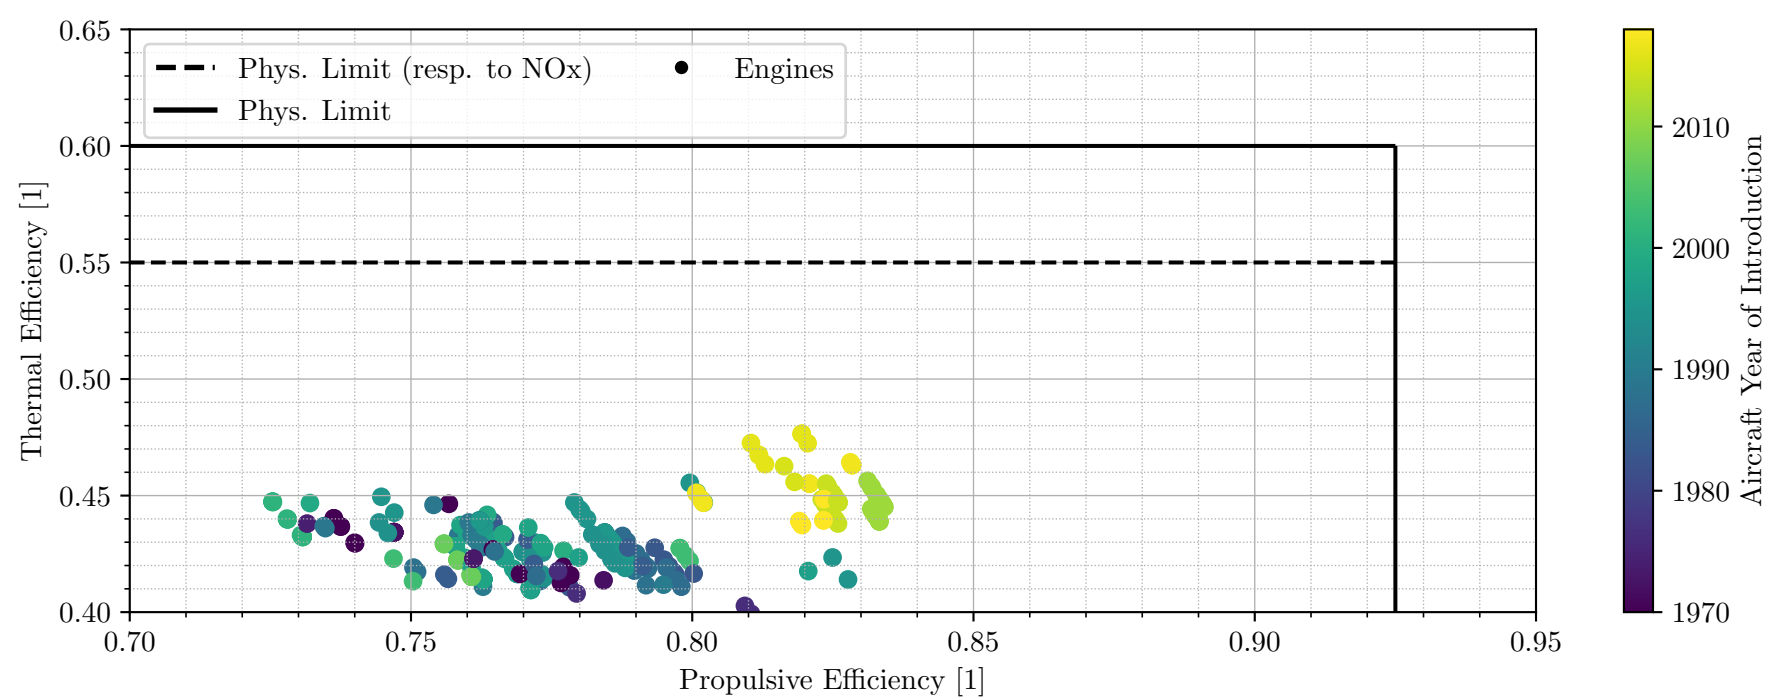 0.65
0.60
0.55
0.50
0.45
0.40
Thermal Efficiency [1]
Phys. Limit (resp. to NOx)
Phys. Limit
Engines
0.70
0.75
0.80
0.85
0.90
0.95
Propulsive Efficiency [1]
2010
2000
1990
1980
1970
Aircraft Year of Introduction